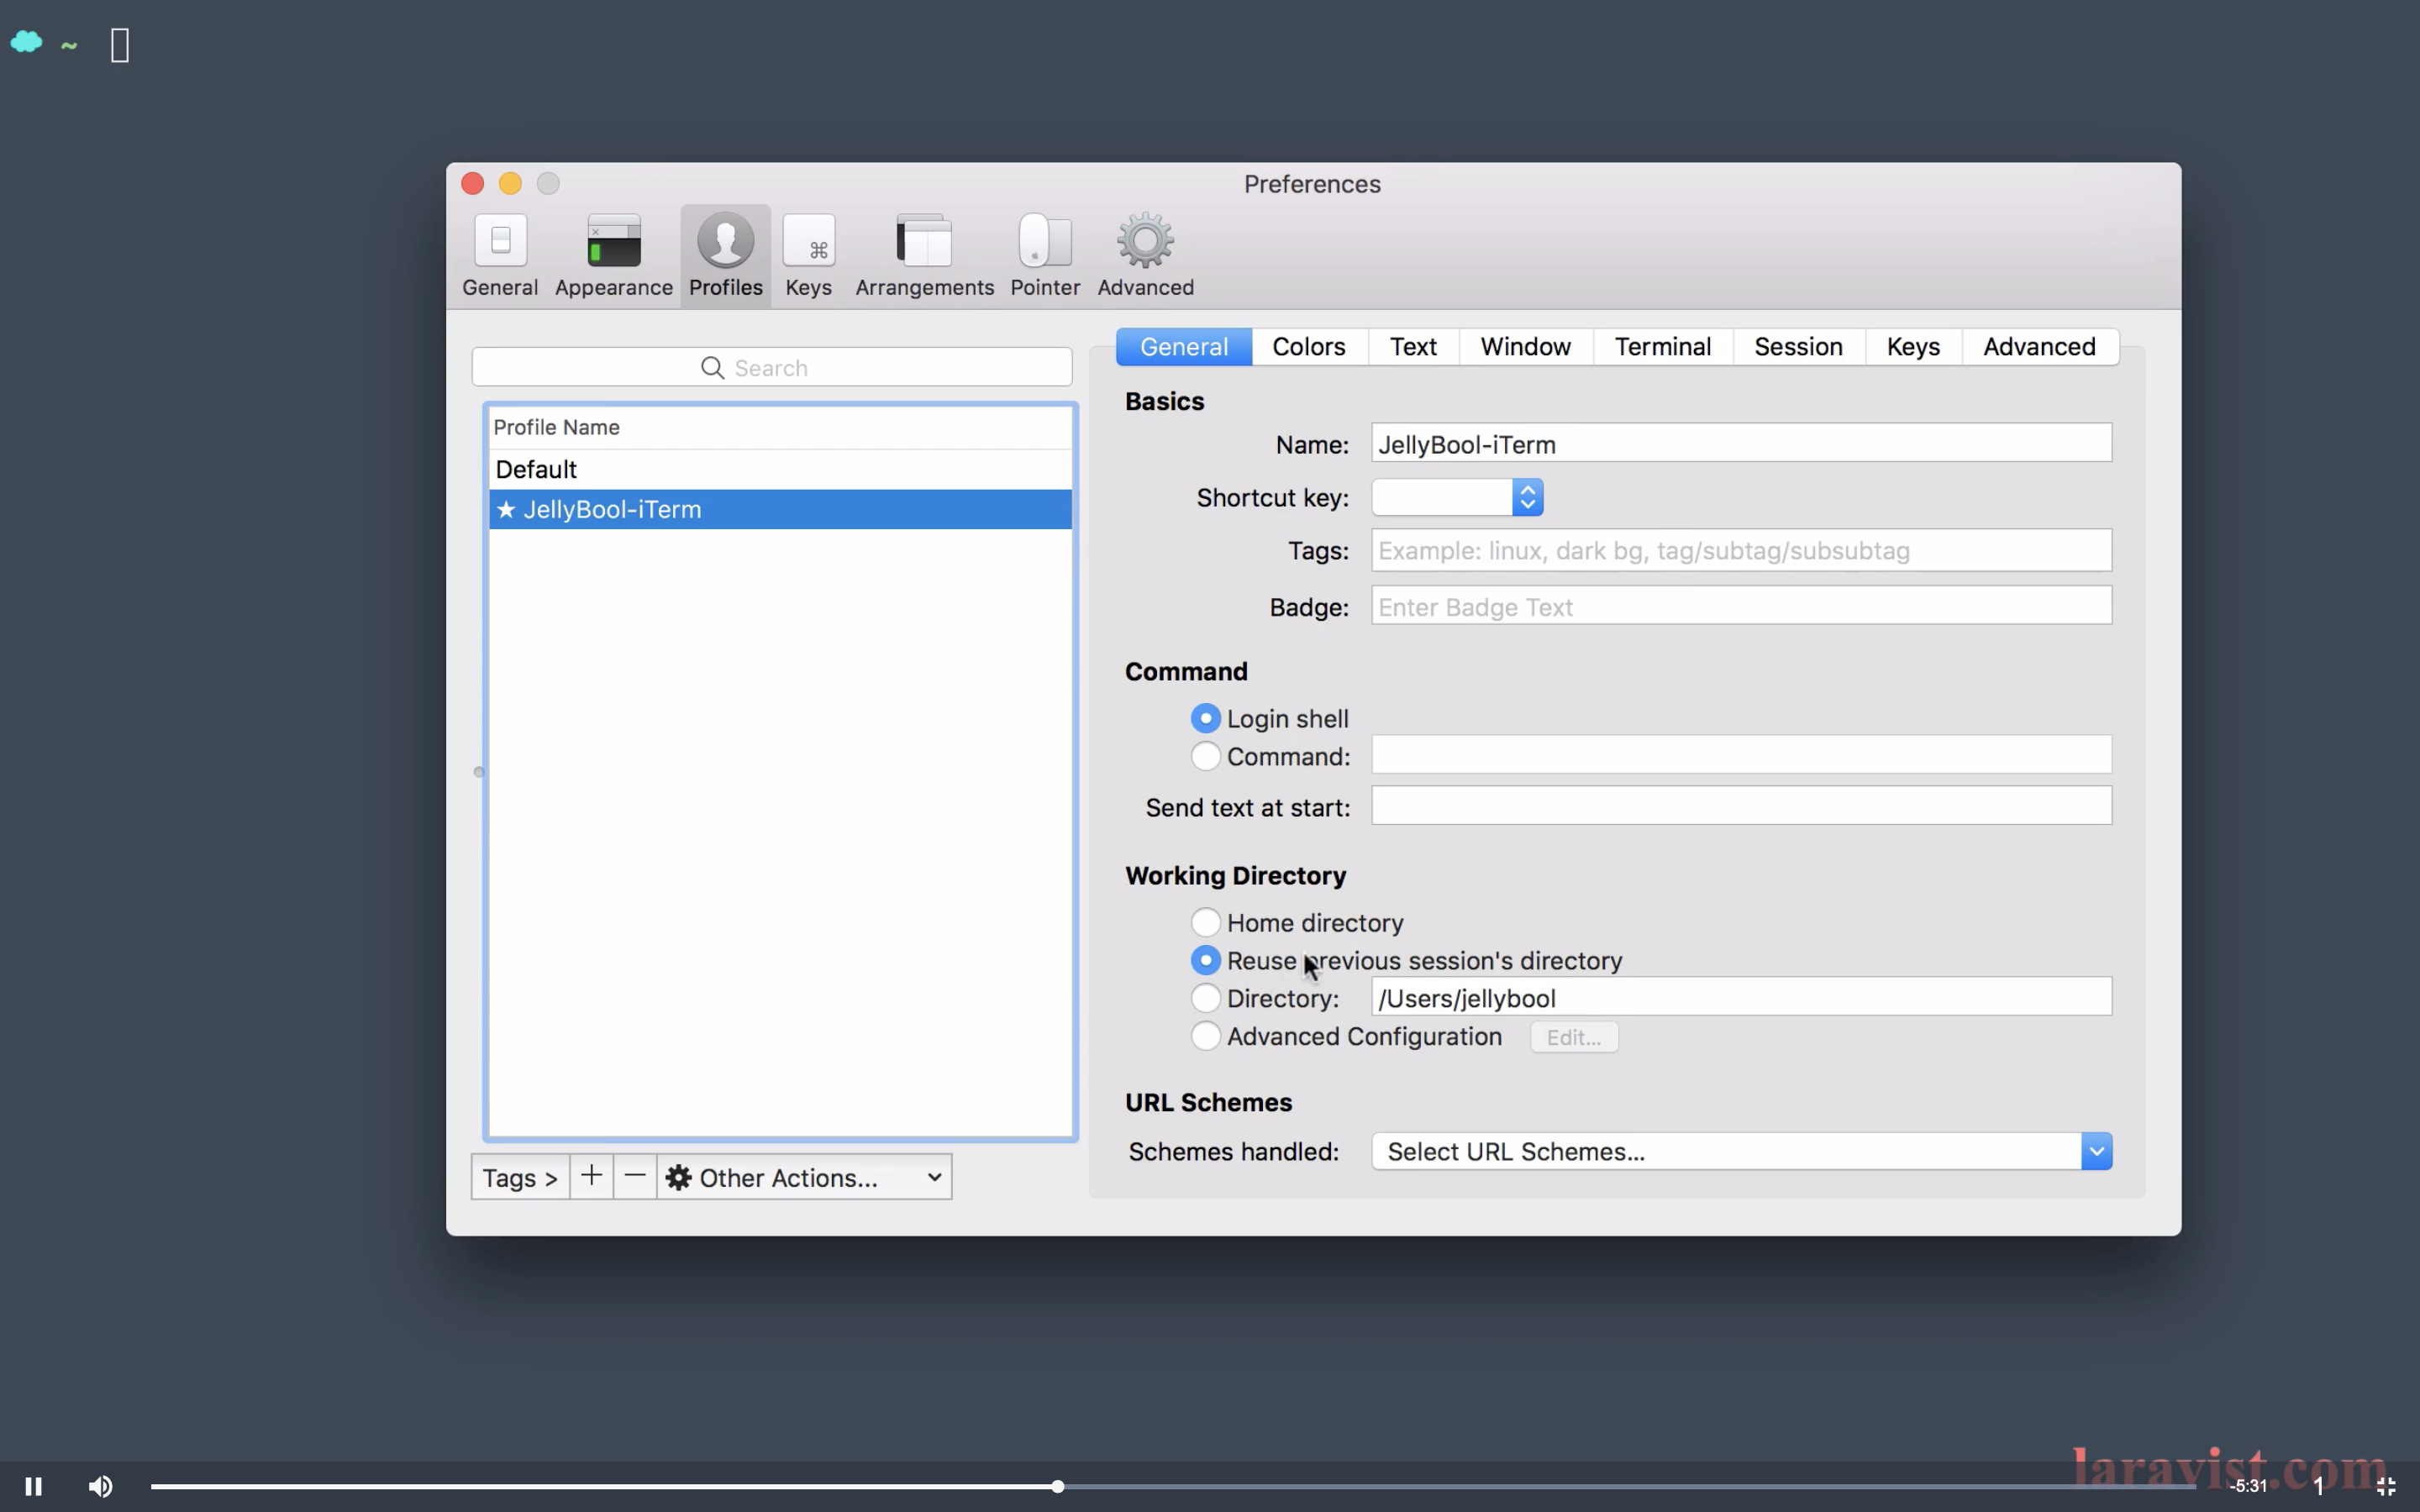 ~
Preferences
General Appearance Profiles Keys Arrangements Pointer Advanced
Search
Profile Name
Default
★ JellyBool-iTerm
Tags > + − Other Actions...
General Colors Text Window Terminal Session Keys Advanced
Basics
Name: JellyBool-iTerm
Shortcut key:
Tags: Example: linux, dark bg, tag/subtag/subsubtag
Badge: Enter Badge Text
Command
Login shell
Command:
Send text at start:
Working Directory
Home directory
Reuse previous session's directory
Directory: /Users/jellybool
Advanced Configuration Edit...
URL Schemes
Schemes handled: Select URL Schemes...
laravist.com
-5:31 1